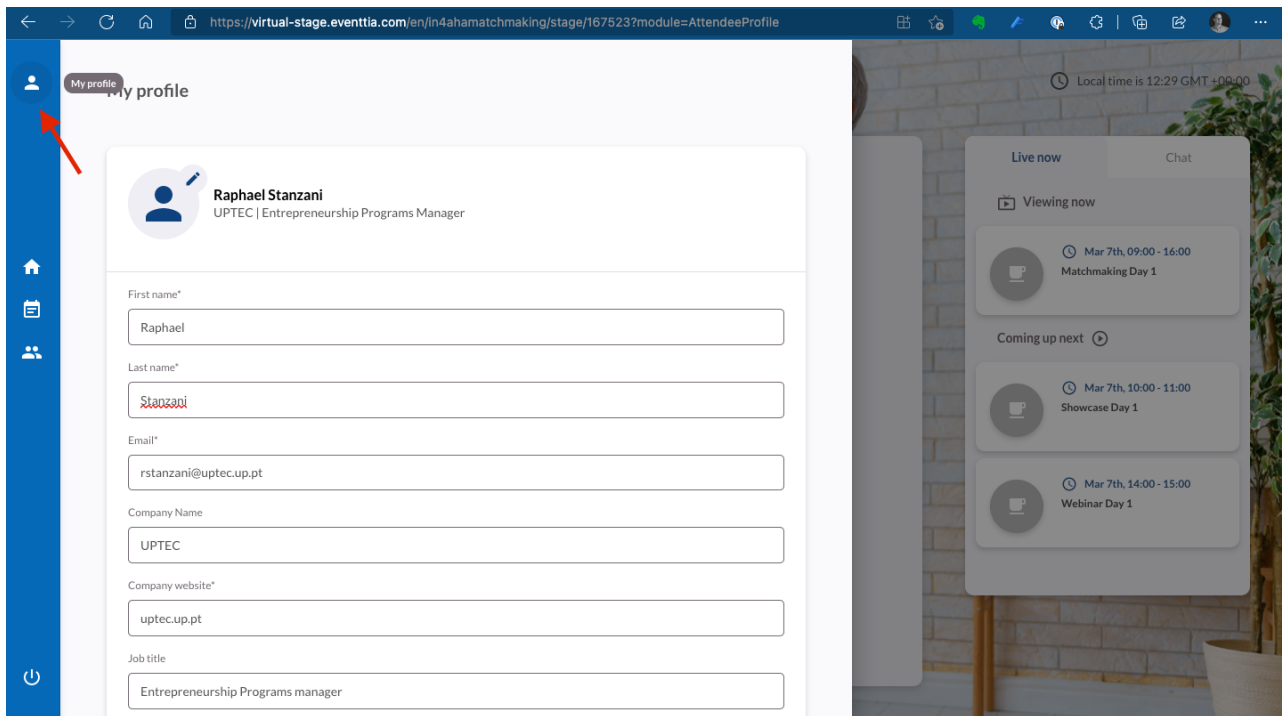 https://virtual-stage.eventtia.com/en/in4ahamatchmaking/stage/167523?module=AttendeeProfile
My profile
My profile
Local time is 12:29 GMT +00:00
Raphael Stanzani
UPTEC | Entrepreneurship Programs Manager
First name*
Raphael
Last name*
Stanzani
Email*
rstanzani@uptec.up.pt
Company Name
UPTEC
Company website*
uptec.up.pt
Job title
Entrepreneurship Programs manager
Live now
Chat
Viewing now
Mar 7th, 09:00 - 16:00
Matchmaking Day 1
Coming up next
Mar 7th, 10:00 - 11:00
Showcase Day 1
Mar 7th, 14:00 - 15:00
Webinar Day 1